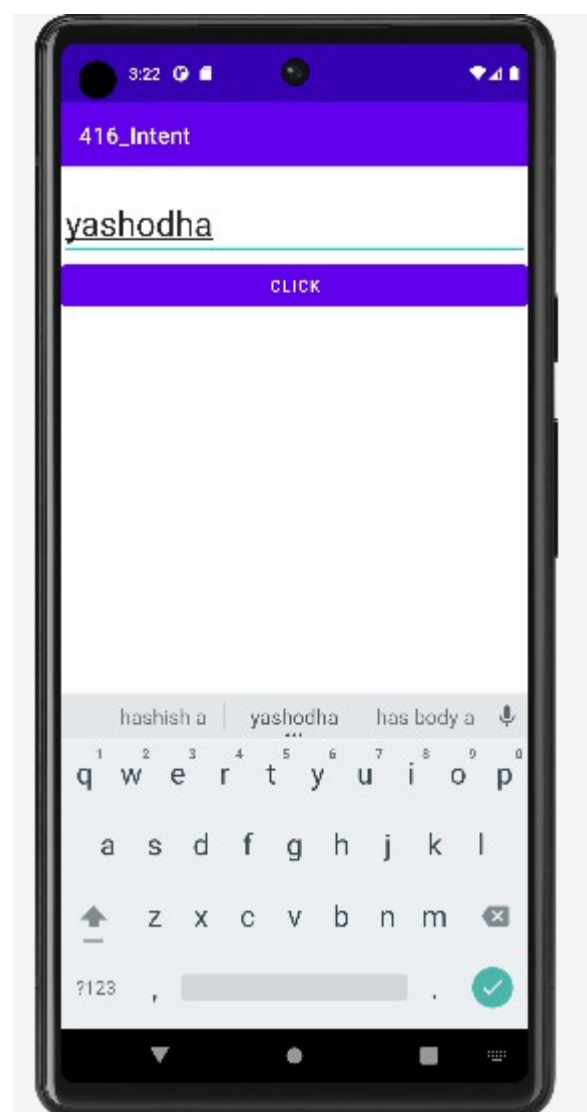 3:22
416_Intent
yashodha
CLICK
hashish a yashodha has body a
1 2 3 4 5 6 7 8 9 0
q w e r t y u i o p
a s d f g h j k l
z x c v b n m
?123 , .